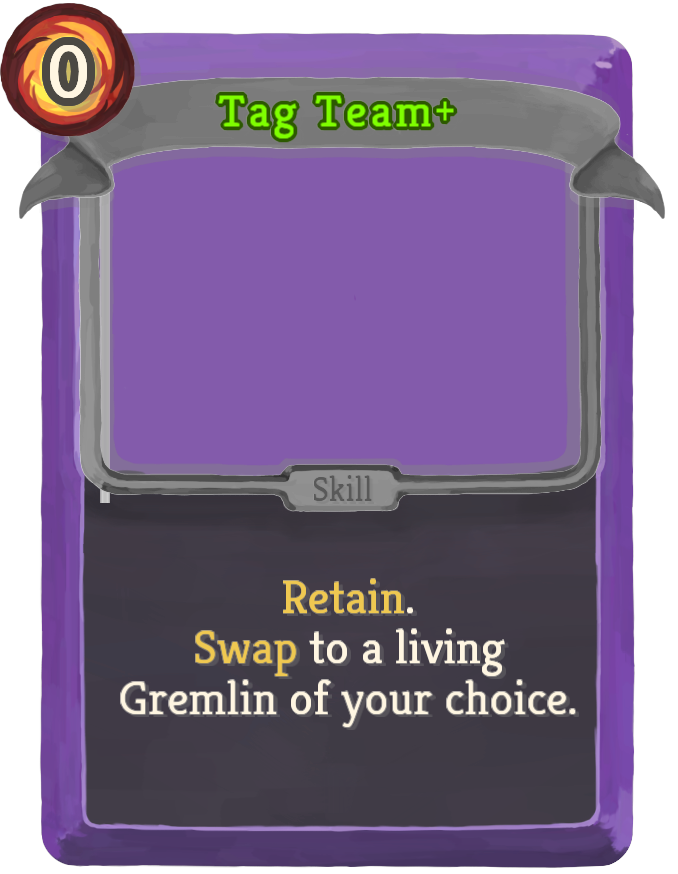 0
Tag Team+
Skill
Retain.
Swap to a living
Gremlin of your choice.